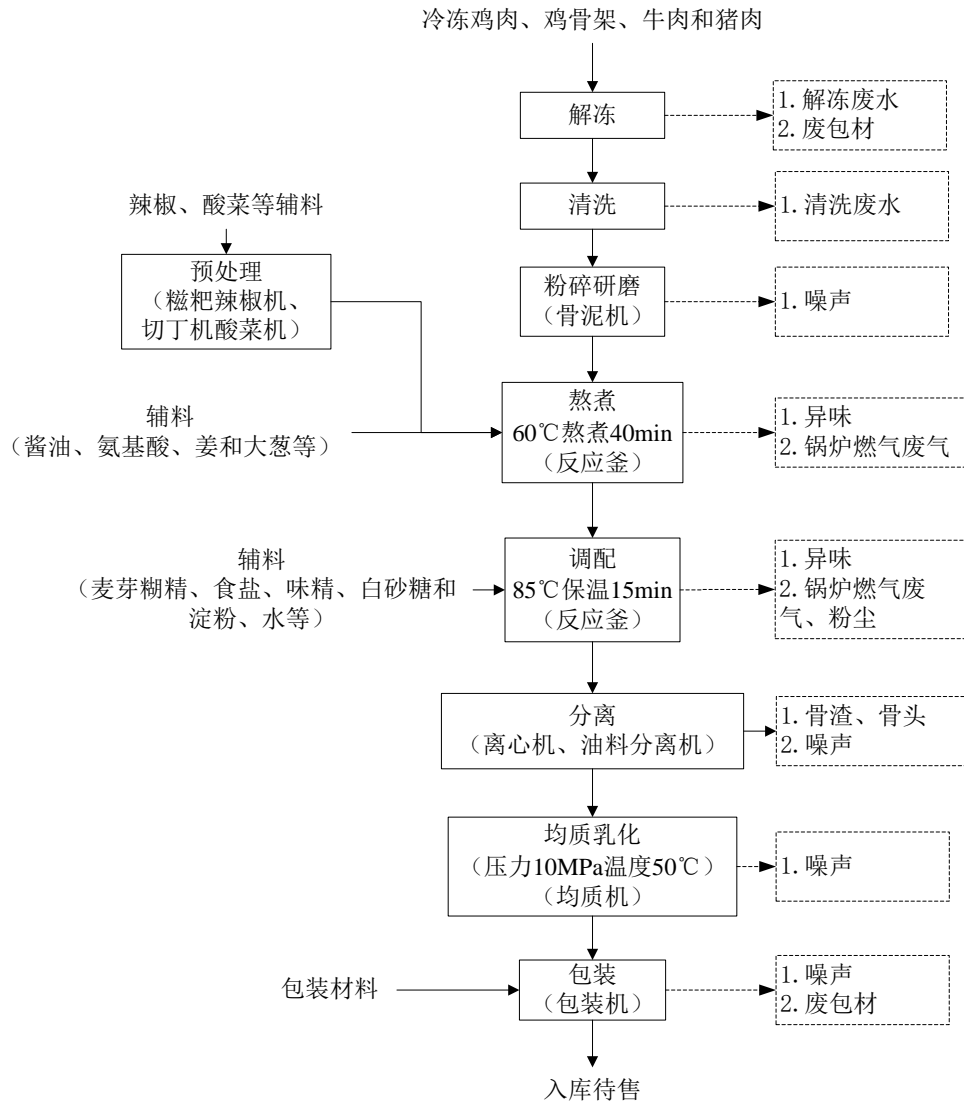 冷冻鸡肉、鸡骨架、牛肉和猪肉
解冻
1.解冻废水
2.废包材
清洗
1.清洗废水
辣椒、酸菜等辅料
预处理
（糍粑辣椒机、
切丁机酸菜机）
粉碎研磨
（骨泥机）
1.噪声
辅料
（酱油、氨基酸、姜和大葱等）
熬煮
60℃熬煮40min
（反应釜）
1.异味
2.锅炉燃气废气
辅料
（麦芽糊精、食盐、味精、白砂糖和
淀粉、水等）
调配
85℃保温15min
（反应釜）
1.异味
2.锅炉燃气废
气、粉尘
分离
（离心机、油料分离机）
1.骨渣、骨头
2.噪声
均质乳化
（压力10MPa温度50℃）
（均质机）
1.噪声
包装材料
包装
（包装机）
1.噪声
2.废包材
入库待售